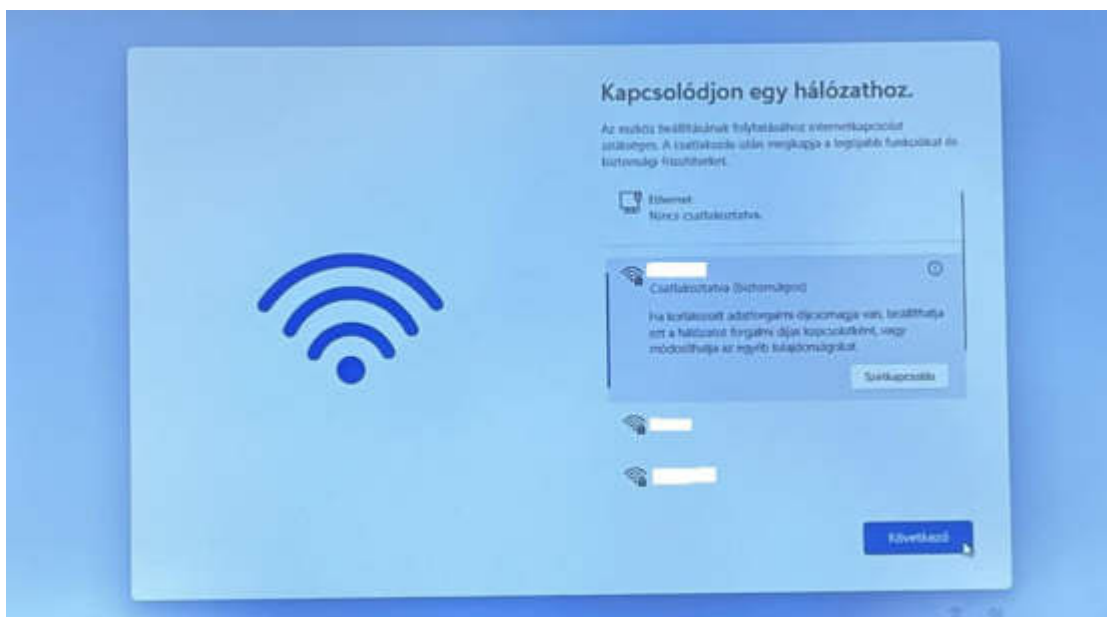 Kapcsolódjon egy hálózathoz.
Az eszköz beállításának folytatásához internetkapcsolat
szükséges. A csatlakozás után megkapja a legújabb funkciókat és
biztonsági frissítéseket.
Ethernet
Nincs csatlakoztatva.
Csatlakoztatva (biztonságos)
Ha korlátozott adatforgalmi díjcsomagja van, beállíthatja
ezt a hálózatot forgalmi díjas kapcsolatként, vagy
módosíthatja az egyéb tulajdonságokat.
Szétkapcsolás
Következő